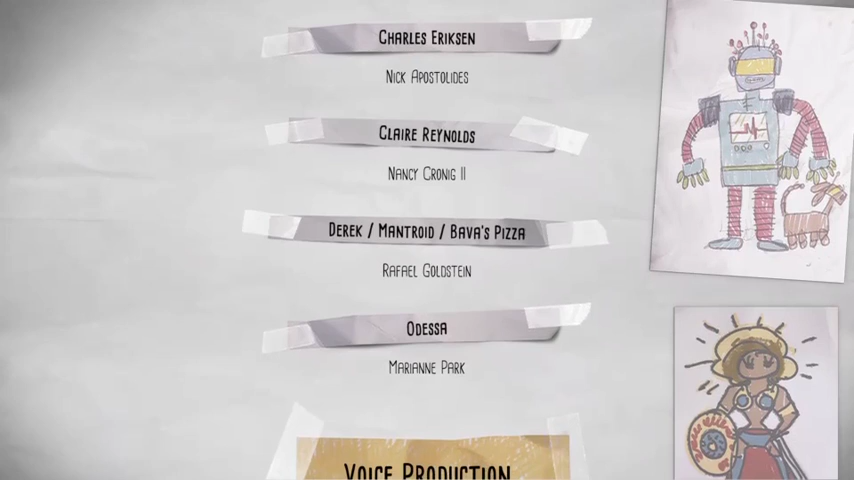 Charles Eriksen
Nick Apostolides
Claire Reynolds
Nancy Cronig II
Derek / Mantroid / Bava's Pizza
Rafael Goldstein
Odessa
Marianne Park
Voice Production